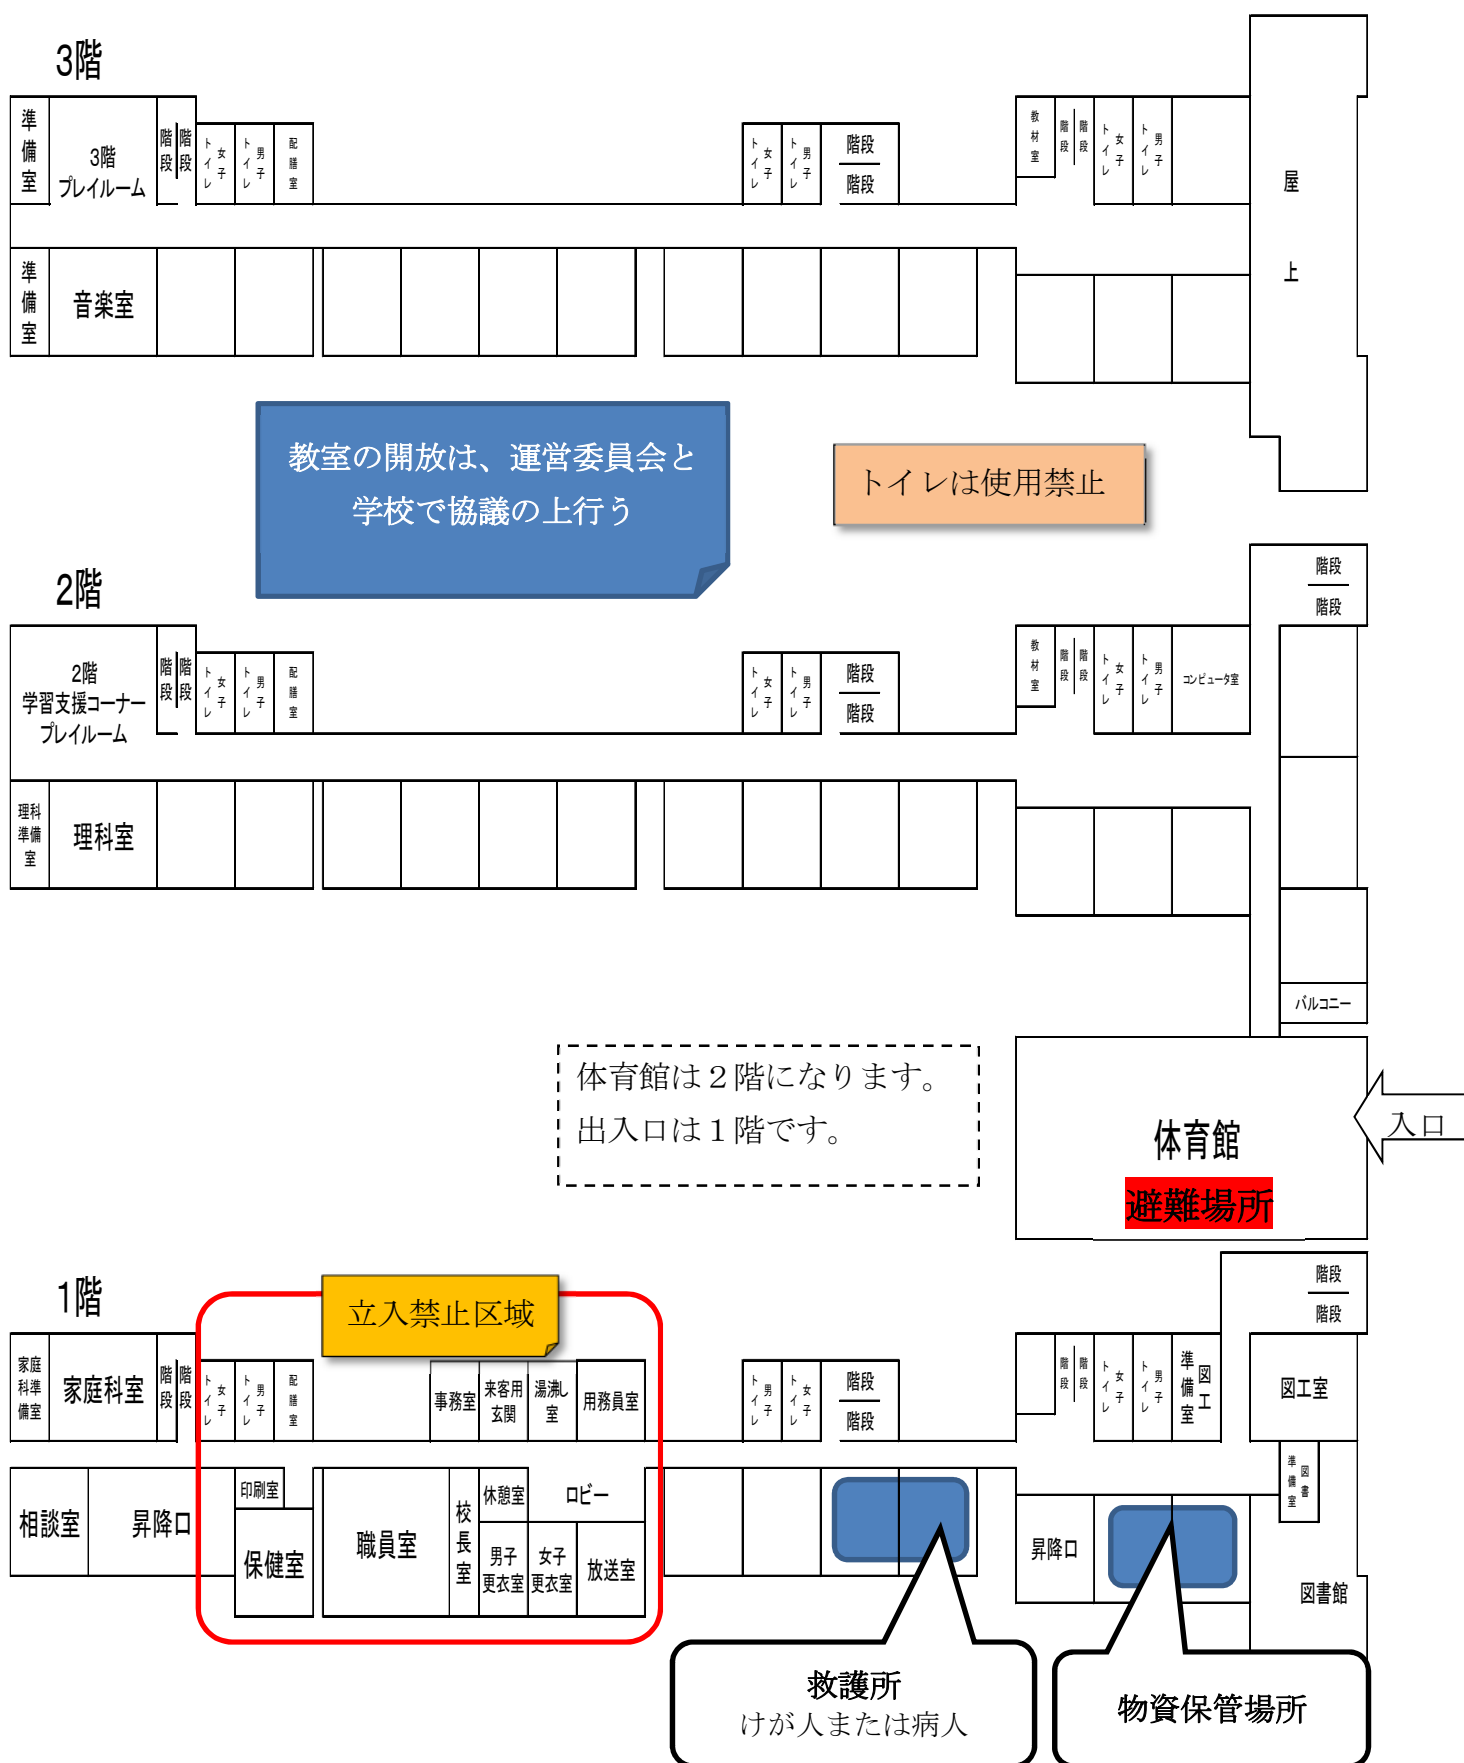 3階
準備室
3階
プレイルーム
階段
階段
女子トイレ
男子トイレ
配膳室
女子トイレ
男子トイレ
階段
階段
教材室
階段
階段
女子トイレ
男子トイレ
屋上
準備室
音楽室
教室の開放は、運営委員会と
学校で協議の上行う
トイレは使用禁止
2階
2階
学習支援コーナー
プレイルーム
階段
階段
女子トイレ
男子トイレ
配膳室
女子トイレ
男子トイレ
階段
階段
教材室
階段
階段
女子トイレ
男子トイレ
コンピュータ室
階段
階段
理科
準備
室
理科室
バルコニー
体育館は2階になります。
出入口は1階です。
体育館
避難場所
入口
1階
立入禁止区域
家庭
科準
備室
家庭科室
階段
階段
女子トイレ
男子トイレ
配膳室
事務室
来客用
玄関
湯沸し
室
用務員室
男子トイレ
女子トイレ
階段
階段
階段
階段
女子トイレ
男子トイレ
図工準備室
階段
階段
図工室
相談室
昇降口
印刷室
保健室
職員室
校長室
休憩室
ロビー
男子
更衣室
女子
更衣室
放送室
昇降口
図書準備室
図書館
救護所
けが人または病人
物資保管場所